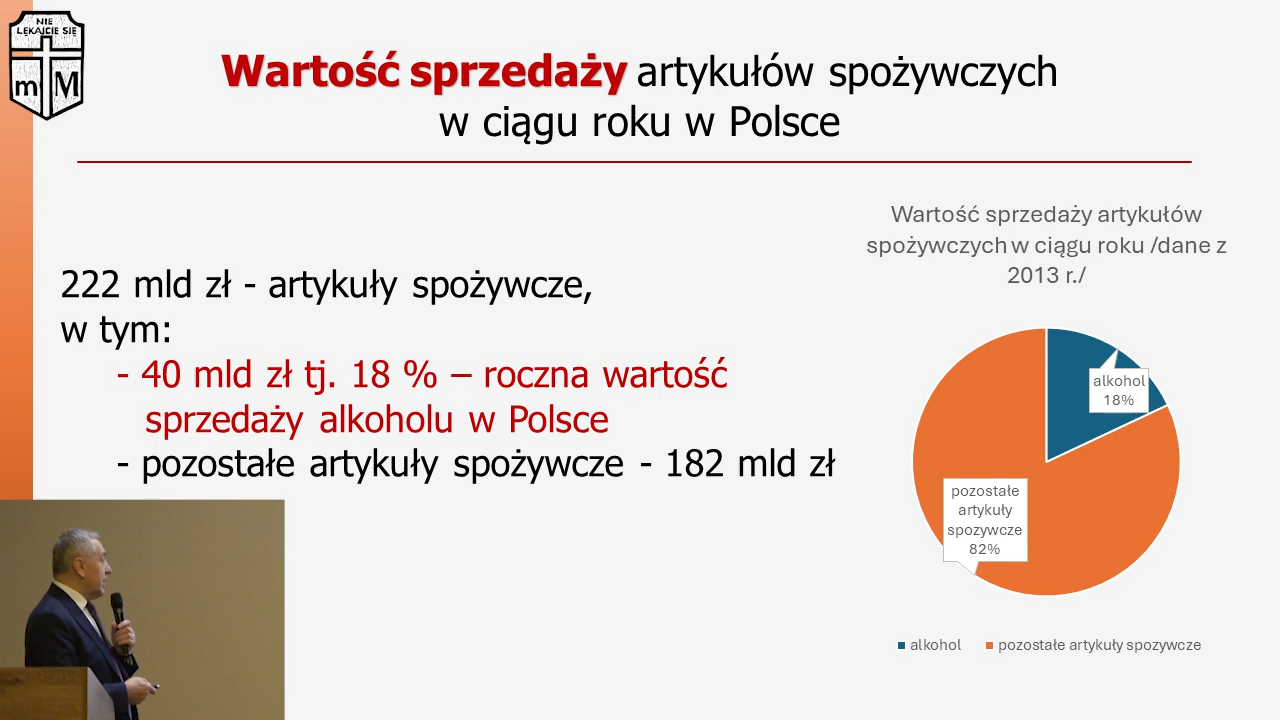 NIE
LĘKAJCIE SIĘ
m M
Wartość sprzedaży artykułów spożywczych
w ciągu roku w Polsce
222 mld zł - artykuły spożywcze,
w tym:
- 40 mld zł tj. 18 % – roczna wartość
sprzedaży alkoholu w Polsce
- pozostałe artykuły spożywcze - 182 mld zł
Wartość sprzedaży artykułów
spożywczych w ciągu roku /dane z
2013 r./
alkohol
18%
pozostałe
artykuły
spozywcze
82%
alkohol
pozostałe artykuły spozywcze